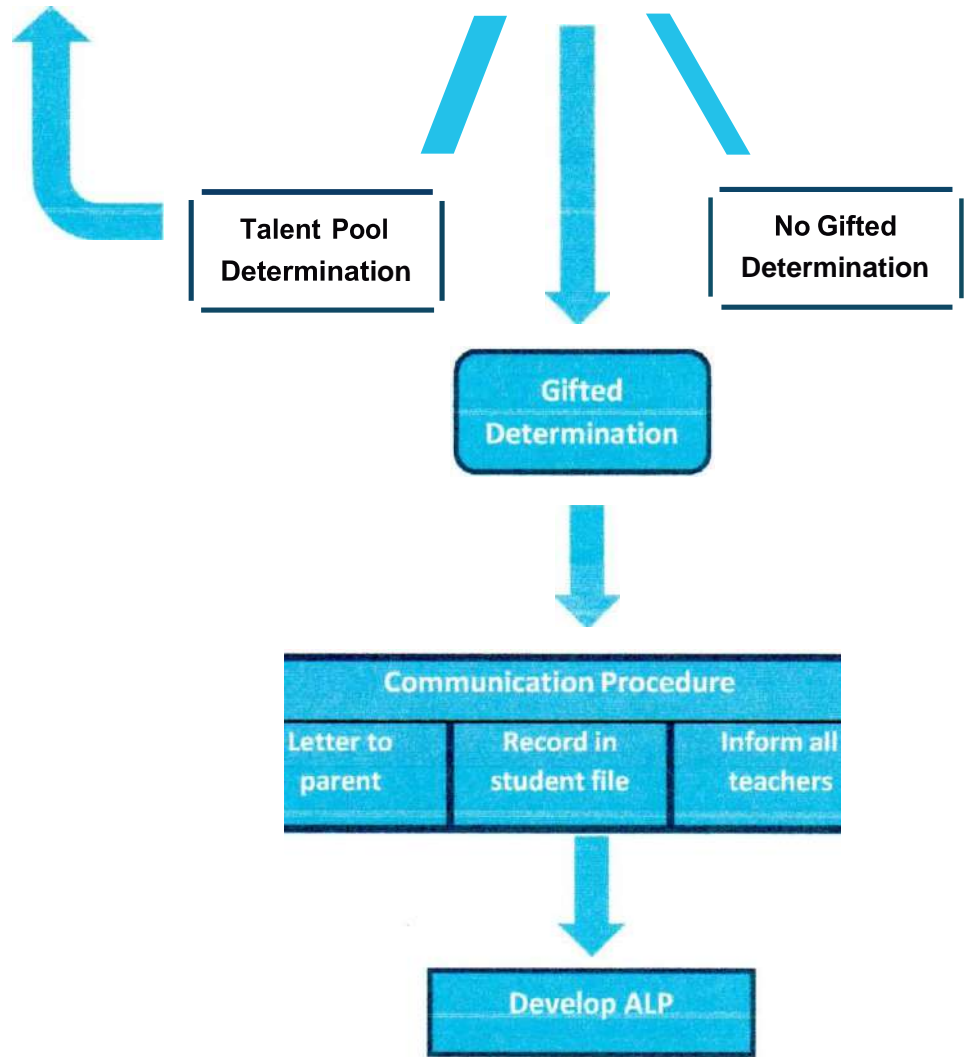 Talent Pool
Determination
No Gifted
Determination
Gifted
Determination
Communication Procedure
Letter to
parent
Record in
student file
Inform all
teachers
Develop ALP